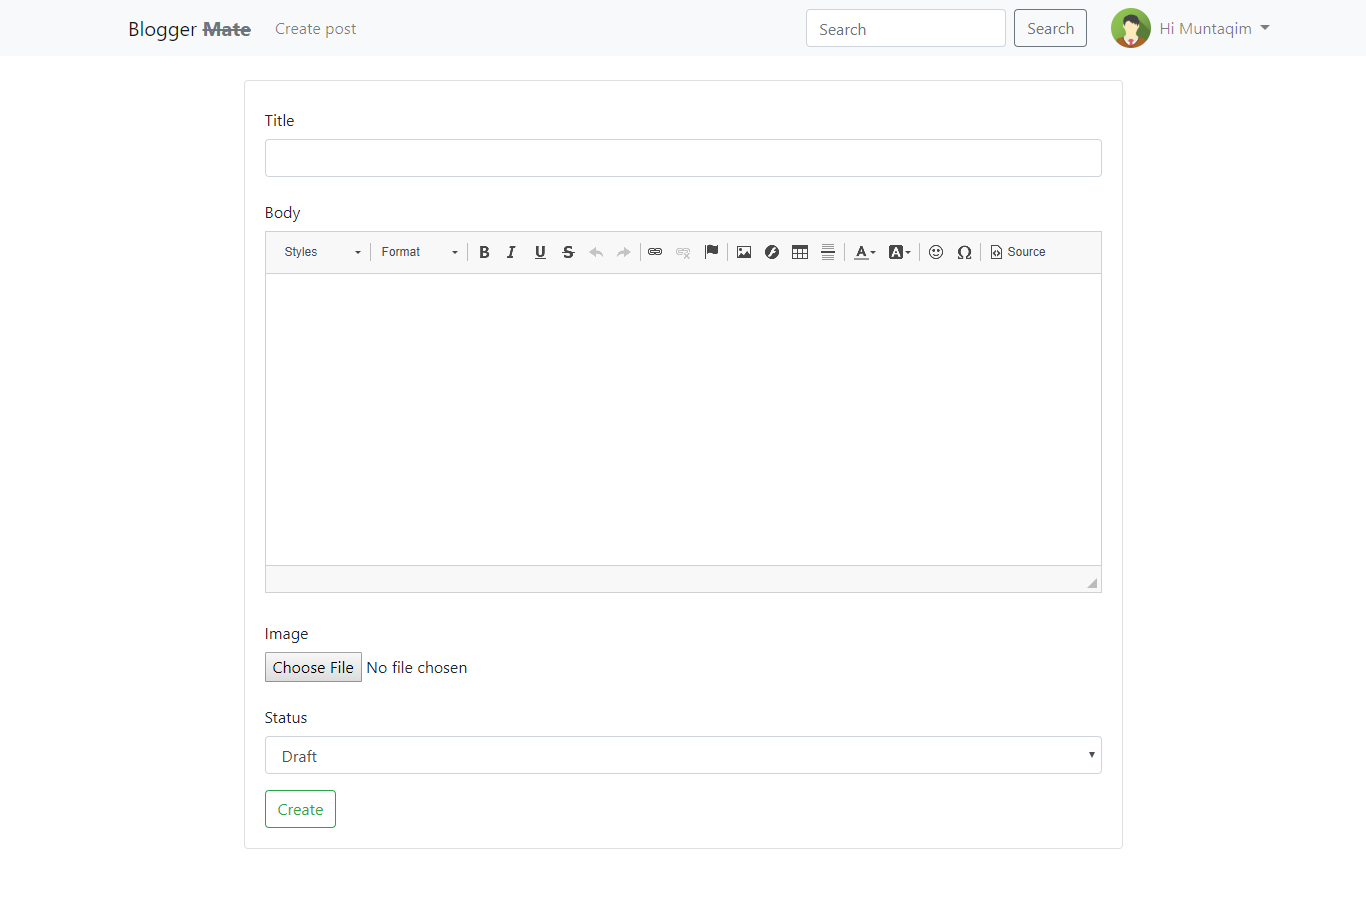 Blogger Mate Create post Search Search Hi Muntaqim
Title
Body
Styles Format B I U S A A Ω Source
Image
Choose File No file chosen
Status
Draft
Create